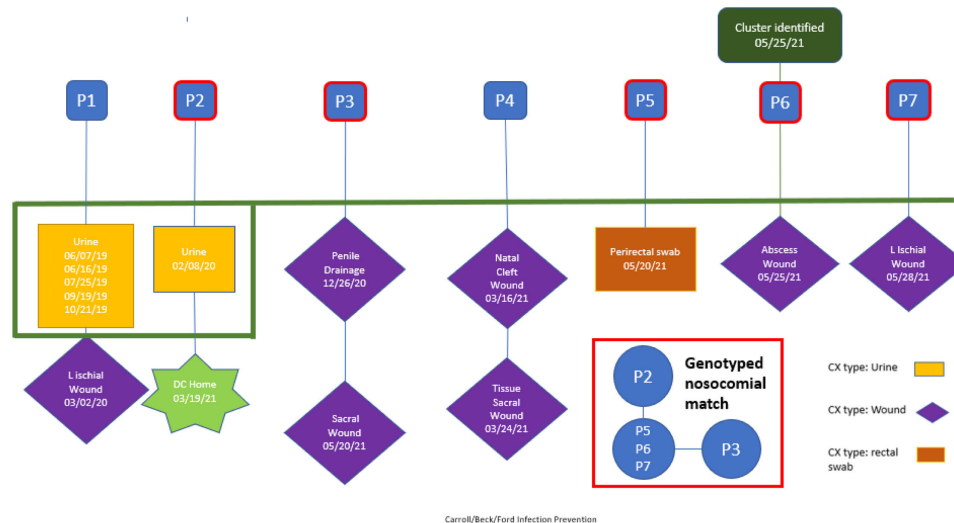 Cluster identified
05/25/21
P1
P2
P3
P4
P5
P6
P7
Urine
06/07/19
06/16/19
07/25/19
09/19/19
10/21/19
Urine
02/08/20
Penile
Drainage
12/26/20
Natal
Cleft
Wound
03/16/21
Perirectal swab
05/20/21
Abscess
Wound
05/25/21
L Ischial
Wound
05/28/21
L ischial
Wound
03/02/20
DC Home
03/19/21
Sacral
Wound
05/20/21
Tissue
Sacral
Wound
03/24/21
P2
Genotyped
nosocomial
match
P5
P6
P7
P3
CX type: Urine
CX type: Wound
CX type: rectal
swab
Carroll/Beck/Ford Infection Prevention